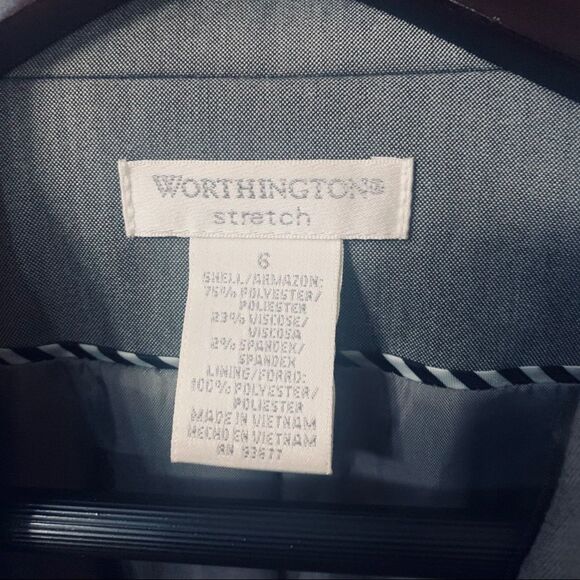 WORTHINGTON®
stretch
6
SHELL/ARMAZON:
75% POLYESTER/
POLIESTER
23% VISCOSE/
VISCOSA
2% SPANDEX/
SPANDEX
LINING/FORRO:
100% POLYESTER/
POLIESTER
MADE IN VIETNAM
HECHO EN VIETNAM
RN 93677